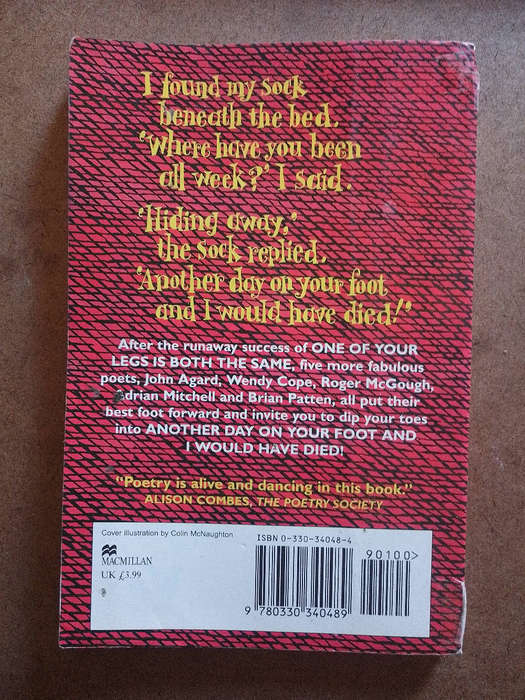 I found my sock
beneath the bed.
'Where have you been
all week?' I said.
'Hiding away,'
the sock replied.
'Another day on your foot
and I would have died!'
After the runaway success of ONE OF YOUR
LEGS IS BOTH THE SAME, five more fabulous
poets, John Agard, Wendy Cope, Roger McGough,
Adrian Mitchell and Brian Patten, all put their
best foot forward and invite you to dip your toes
into ANOTHER DAY ON YOUR FOOT AND
I WOULD HAVE DIED!
"Poetry is alive and dancing in this book."
ALISON COMBES, THE POETRY SOCIETY
Cover illustration by Colin McNaughton
MACMILLAN
UK £3.99
ISBN 0-330-34048-4
90100>
9 780330 340489